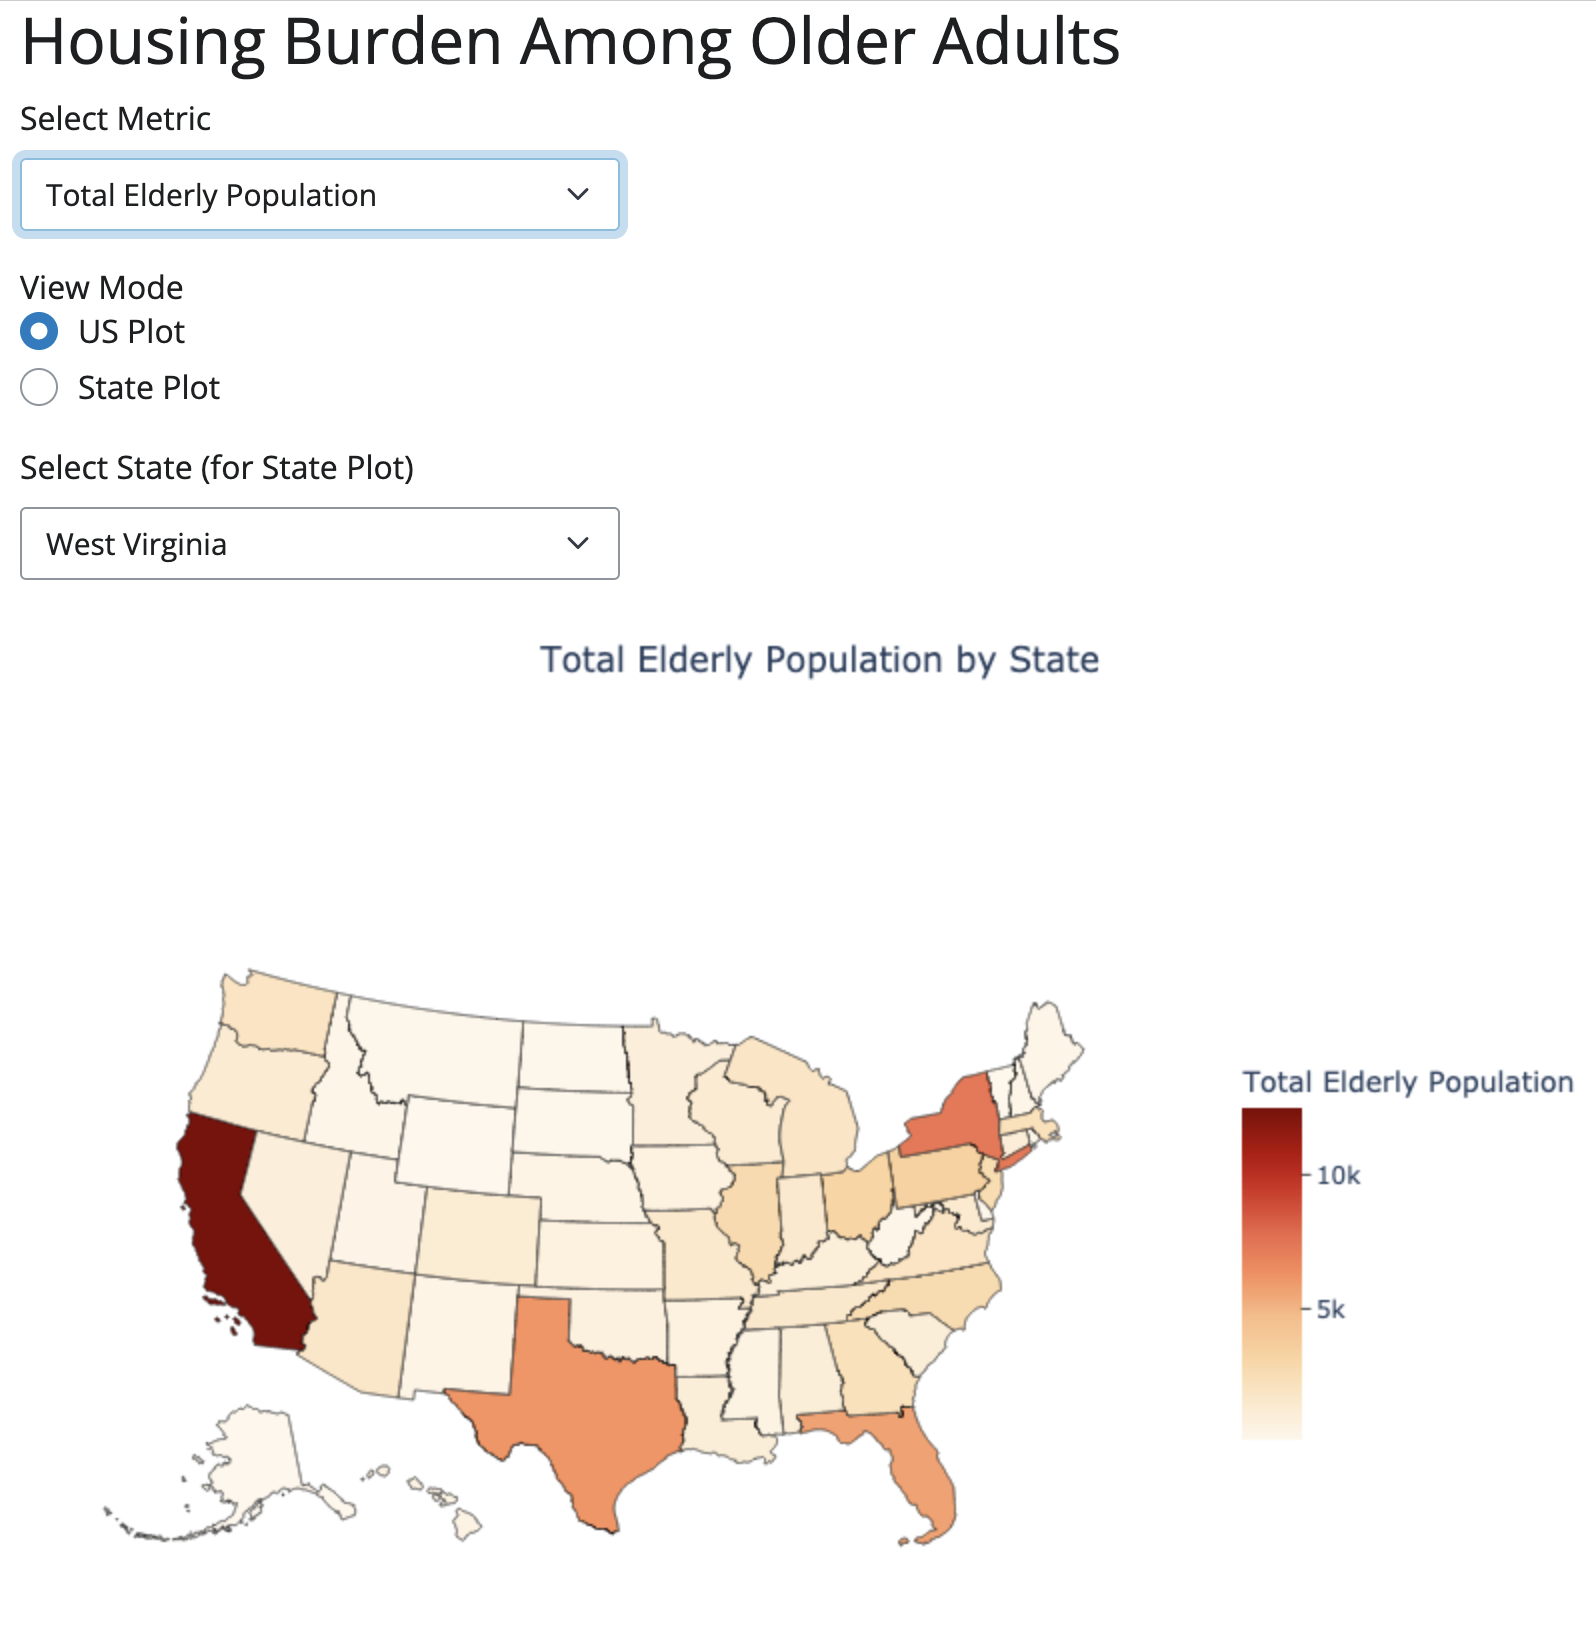 Housing Burden Among Older Adults
Select Metric
Total Elderly Population
View Mode
US Plot
State Plot
Select State (for State Plot)
West Virginia
Total Elderly Population by State
Total Elderly Population
10k
5k